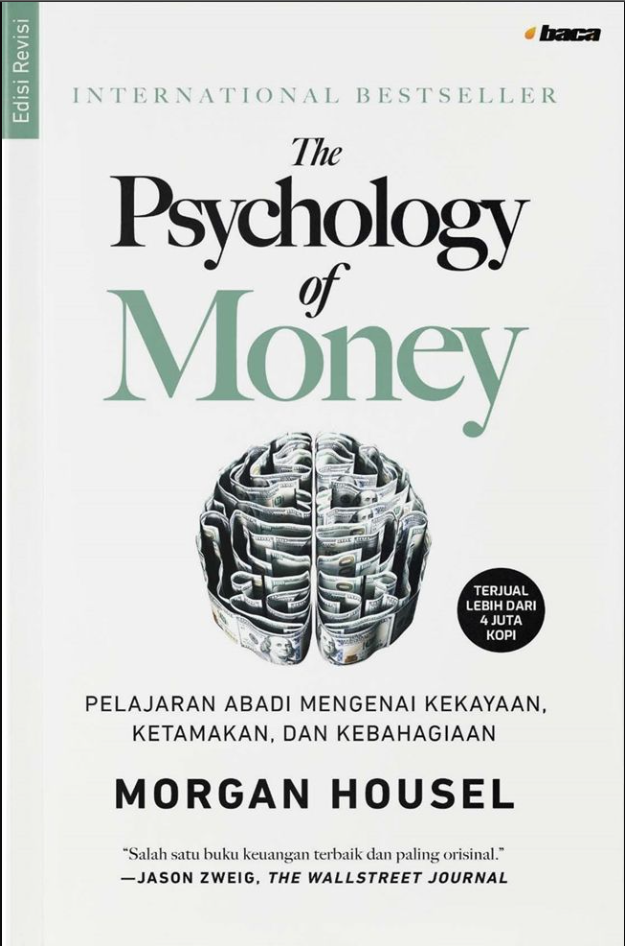 Edisi Revisi
baca
INTERNATIONAL BESTSELLER
The
Psychology
of
Money
TERJUAL
LEBIH DARI
4 JUTA
KOPI
PELAJARAN ABADI MENGENAI KEKAYAAN,
KETAMAKAN, DAN KEBAHAGIAAN
MORGAN HOUSEL
“Salah satu buku keuangan terbaik dan paling orisinal.”
—JASON ZWEIG, THE WALLSTREET JOURNAL